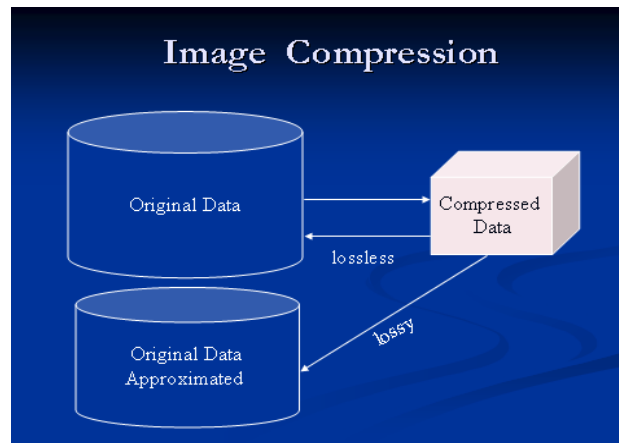 Image Compression
Original Data
Compressed
Data
lossless
lossy
Original Data
Approximated